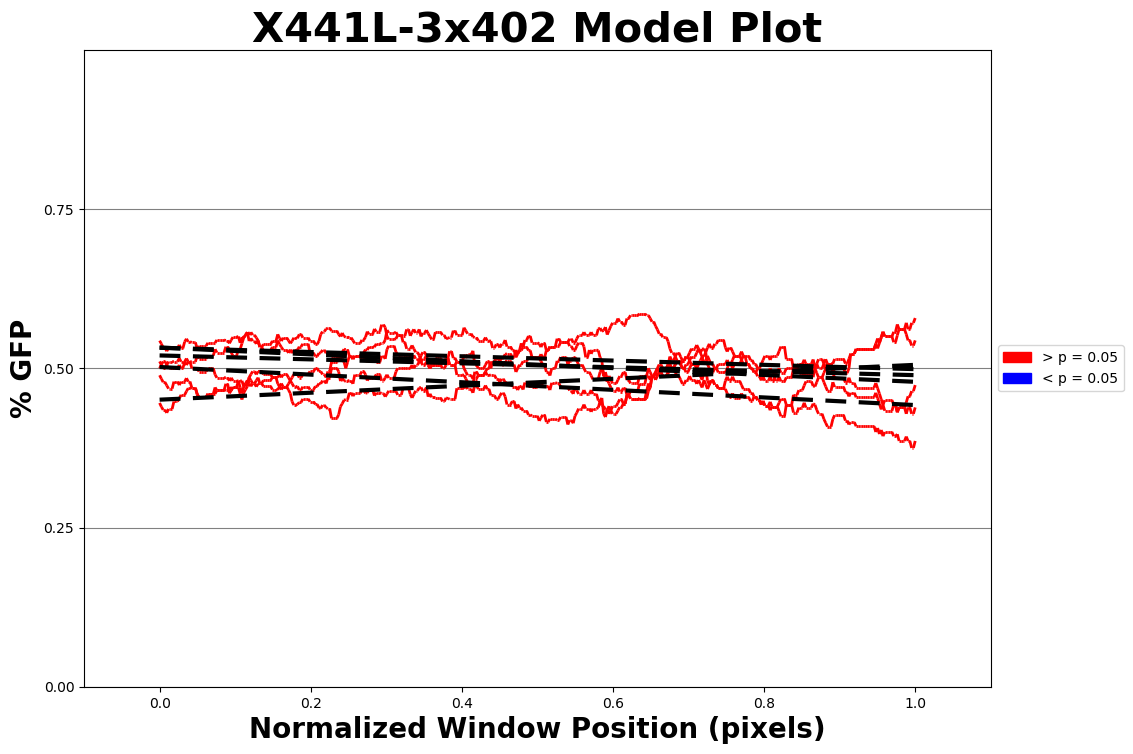 X441L-3x402 Model Plot
% GFP
0.75
0.50
0.25
0.00
0.0 0.2 0.4 0.6 0.8 1.0
Normalized Window Position (pixels)
> p = 0.05
< p = 0.05